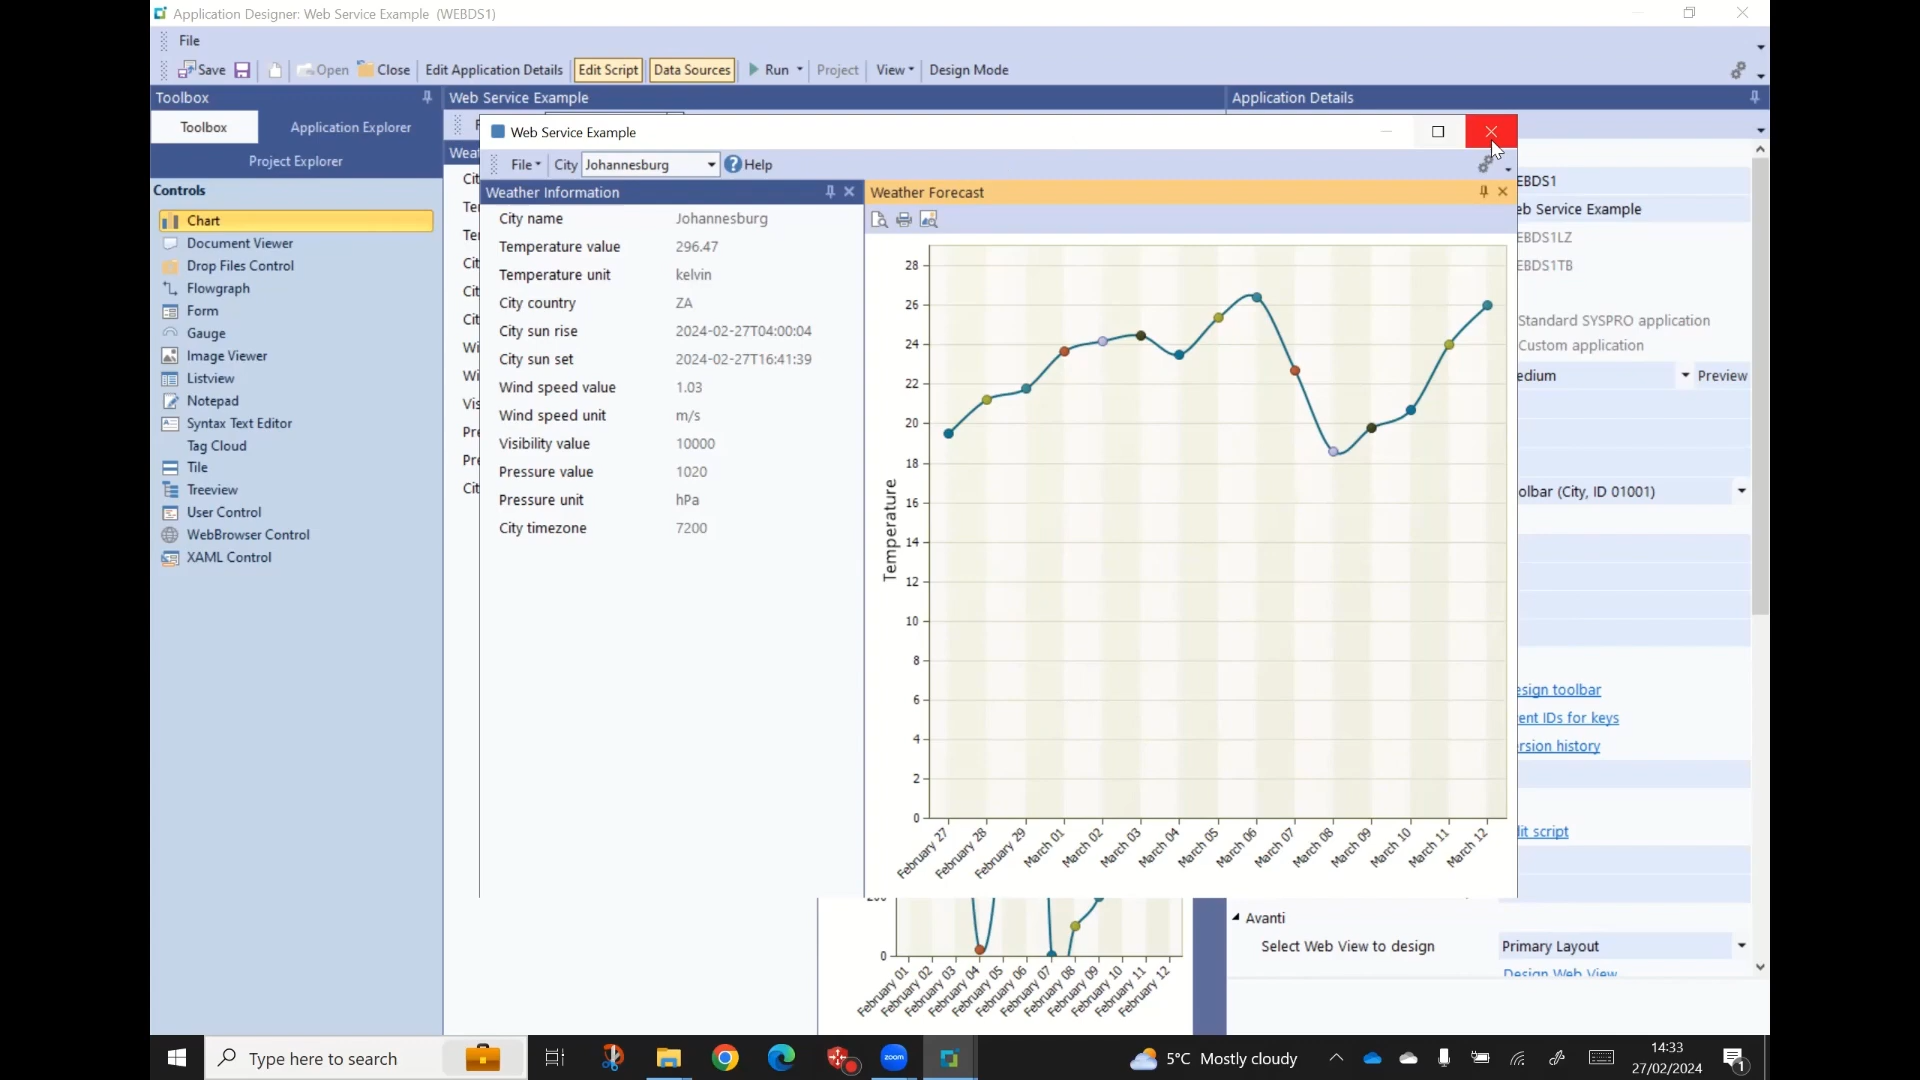 Application Designer: Web Service Example (WEBDS1)
File
Save Open Close Edit Application Details Edit Script Data Sources Run Project View Design Mode
Toolbox
Web Service Example
Application Details
Toolbox
Application Explorer
Project Explorer
Controls
Chart
Document Viewer
Drop Files Control
Flowgraph
Form
Gauge
Image Viewer
Listview
Notepad
Syntax Text Editor
Tag Cloud
Tile
Treeview
User Control
WebBrowser Control
XAML Control
Web Service Example
File City Johannesburg Help
Weather Information
City name Johannesburg
Temperature value 296.47
Temperature unit kelvin
City country ZA
City sun rise 2024-02-27T04:00:04
City sun set 2024-02-27T16:41:39
Wind speed value 1.03
Wind speed unit m/s
Visibility value 10000
Pressure value 1020
Pressure unit hPa
City timezone 7200
Weather Forecast
28
26
24
22
20
18
16
14
12
10
8
6
4
2
0
Temperature
February 27
February 28
February 29
March 01
March 02
March 03
March 04
March 05
March 06
March 07
March 08
March 09
March 10
March 11
March 12
0
February 01
February 02
February 03
February 04
February 05
February 06
February 07
February 08
February 09
February 10
February 11
February 12
EBDS1
eb Service Example
EBDS1LZ
EBDS1TB
Standard SYSPRO application
Custom application
edium Preview
olbar (City, ID 01001)
esign toolbar
ent IDs for keys
ersion history
dit script
Avanti
Select Web View to design Primary Layout
Design Web View
Type here to search
zoom
5°C Mostly cloudy
14:33
27/02/2024
1